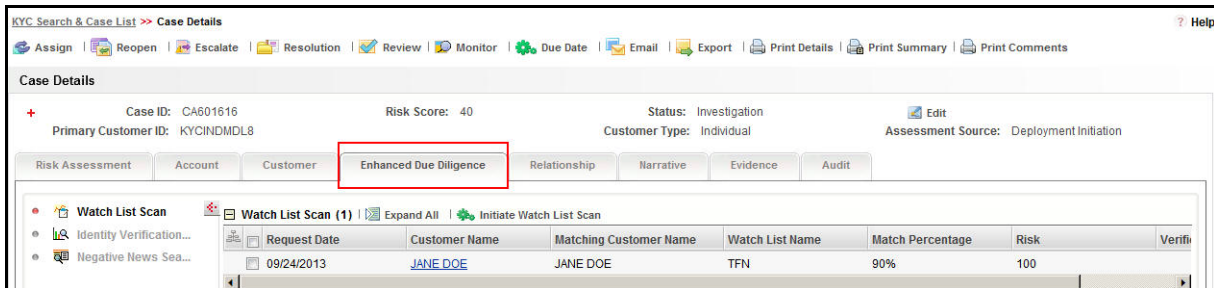 KYC Search & Case List >> Case Details ? Help
Assign | Reopen | Escalate | Resolution | Review | Monitor | Due Date | Email | Export | Print Details | Print Summary | Print Comments
Case Details
+ Case ID: CA601616 Risk Score: 40 Status: Investigation Edit
Primary Customer ID: KYCINDMDL8 Customer Type: Individual Assessment Source: Deployment Initiation
Risk Assessment Account Customer Enhanced Due Diligence Relationship Narrative Evidence Audit
Watch List Scan Watch List Scan (1) | Expand All | Initiate Watch List Scan
Identity Verification... Request Date Customer Name Matching Customer Name Watch List Name Match Percentage Risk Verifi
Negative News Sea... 09/24/2013 JANE DOE JANE DOE TFN 90% 100